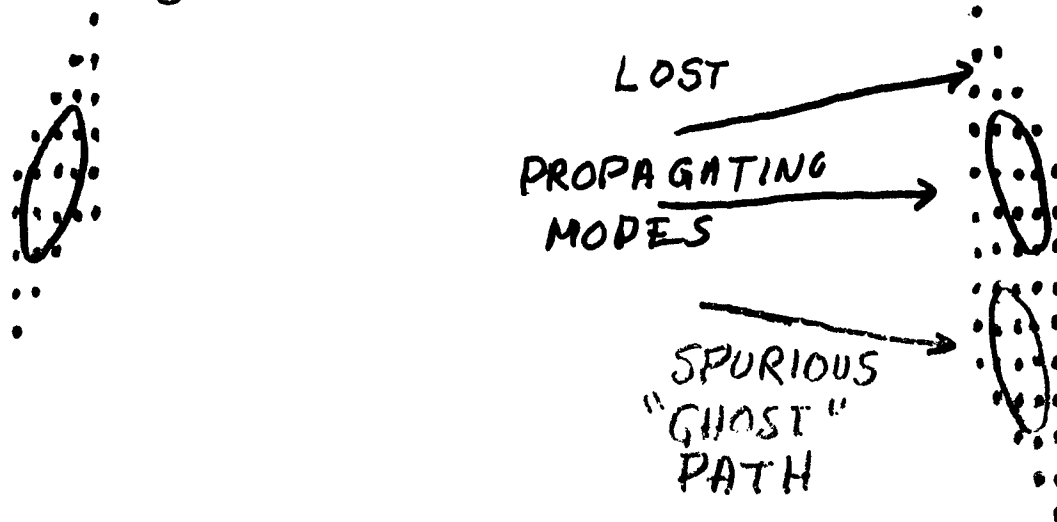 LOST
PROPAGATING
MODES
SPURIOUS
"GHOST"
PATH